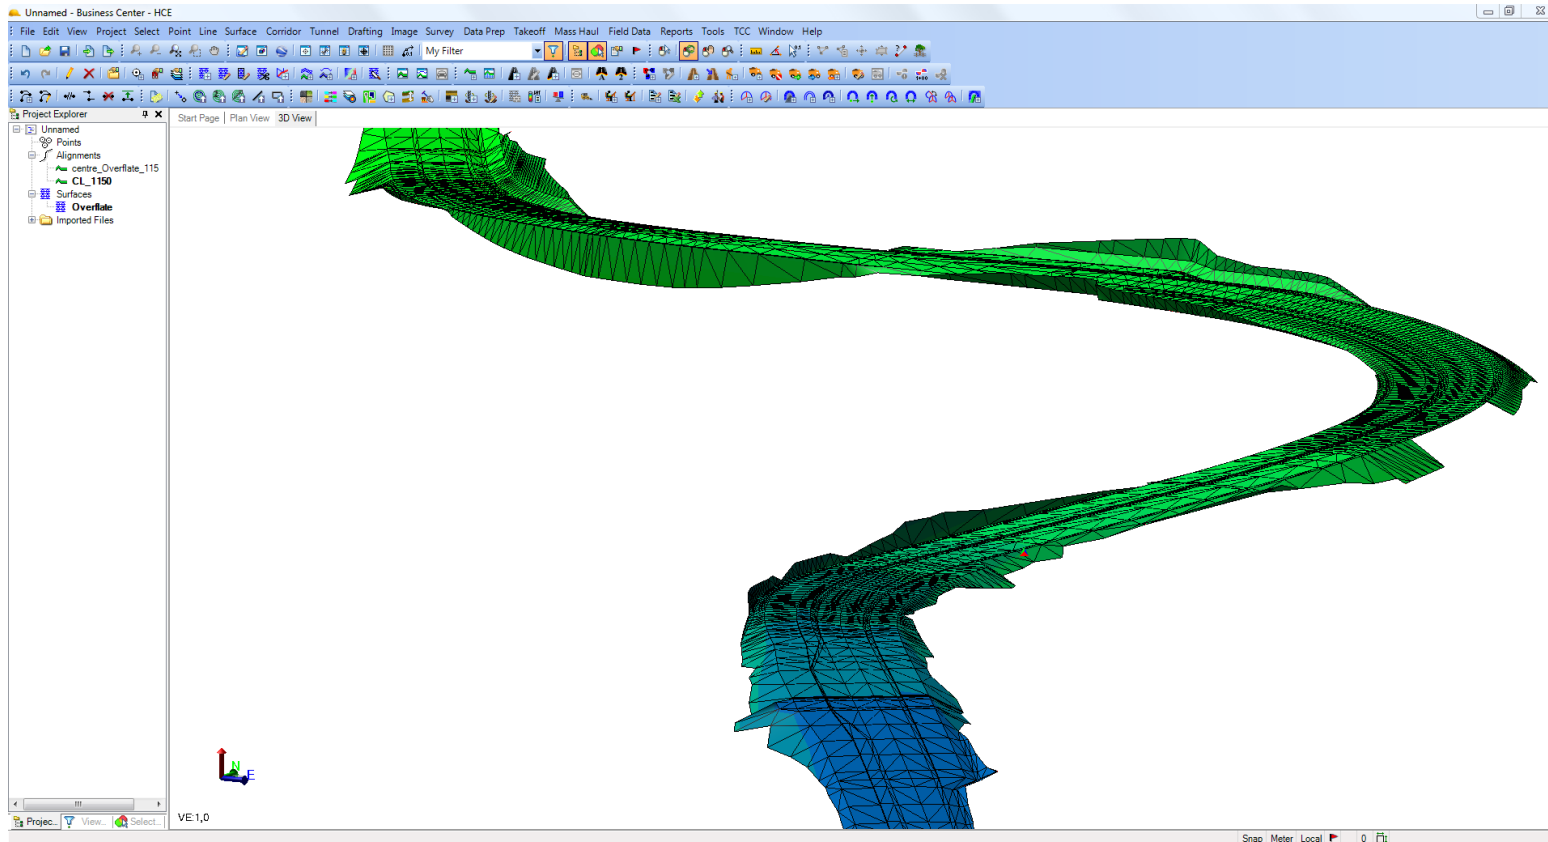 Unnamed - Business Center - HCE
File Edit View Project Select Point Line Surface Corridor Tunnel Drafting Image Survey Data Prep Takeoff Mass Haul Field Data Reports Tools TCC Window Help
My Filter
Project Explorer
Start Page Plan View 3D View
Unnamed
Points
Alignments
centre_Overflate_115
CL_1150
Surfaces
Overflate
Imported Files
N
E
VE:1,0
Projec... View... Select...
Snap Meter Local 0